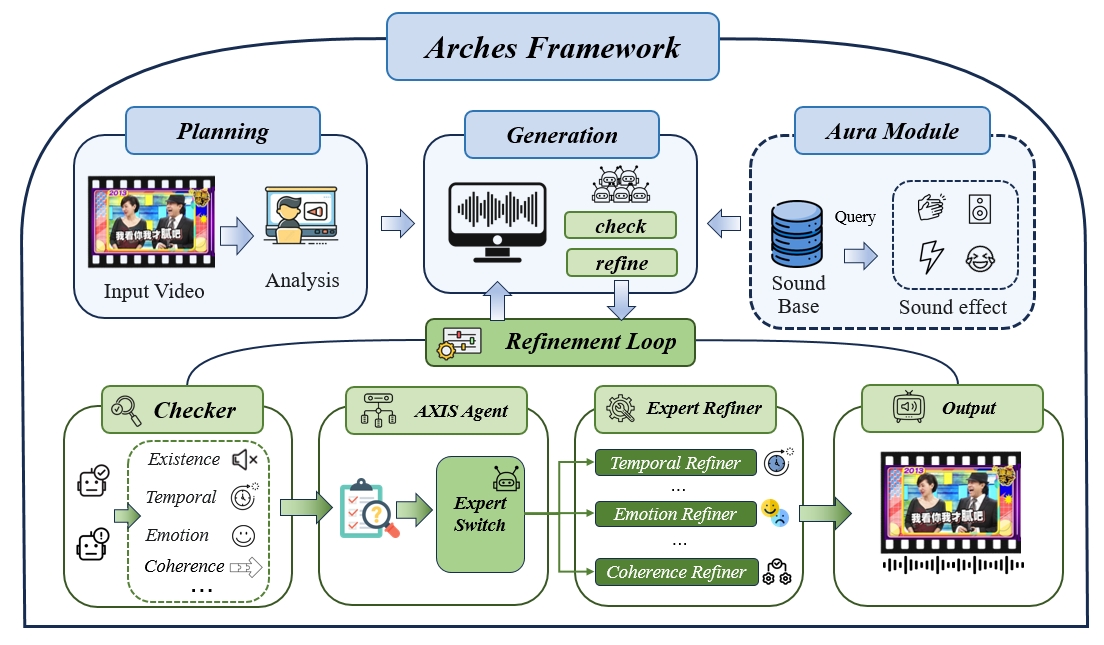 Arches Framework
Planning
Generation
Aura Module
2013
我看你我才膩吧
Input Video
Analysis
check
refine
Query
Sound
Base
Sound effect
Refinement Loop
Checker
AXIS Agent
Expert Refiner
Output
Existence
Temporal
Emotion
Coherence
...
Expert
Switch
Temporal Refiner
...
Emotion Refiner
...
Coherence Refiner
2013
我看你我才膩吧